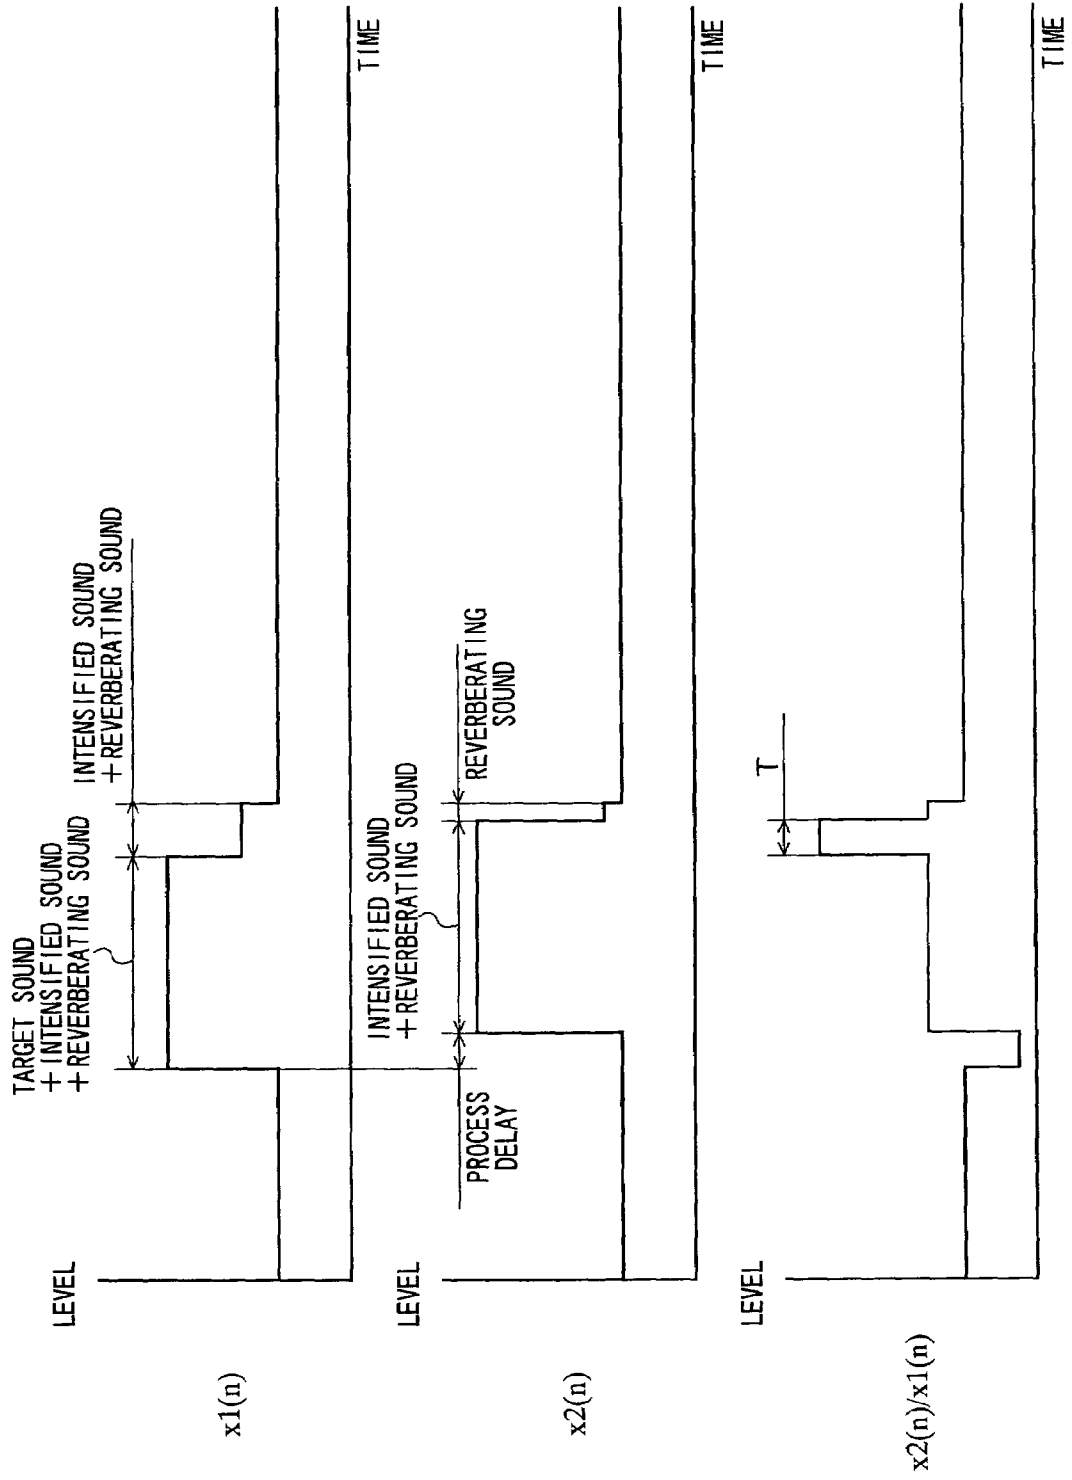 x1(n)
LEVEL
TARGET SOUND
+INTENSIFIED SOUND
+REVERBERATING SOUND
INTENSIFIED SOUND
+REVERBERATING SOUND
TIME
x2(n)
LEVEL
PROCESS
DELAY
INTENSIFIED SOUND
+REVERBERATING SOUND
REVERBERATING
SOUND
TIME
x2(n)/x1(n)
LEVEL
T
TIME